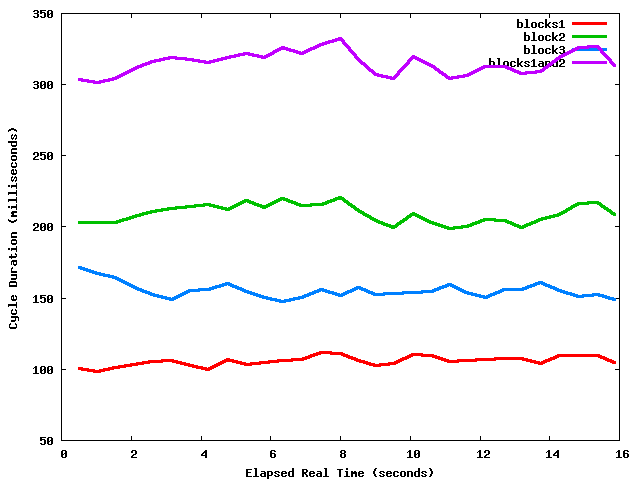 350
300
250
200
150
100
50
0 2 4 6 8 10 12 14 16
Cycle Duration (milliseconds)
Elapsed Real Time (seconds)
blocks1
block2
block3
blocks1and2